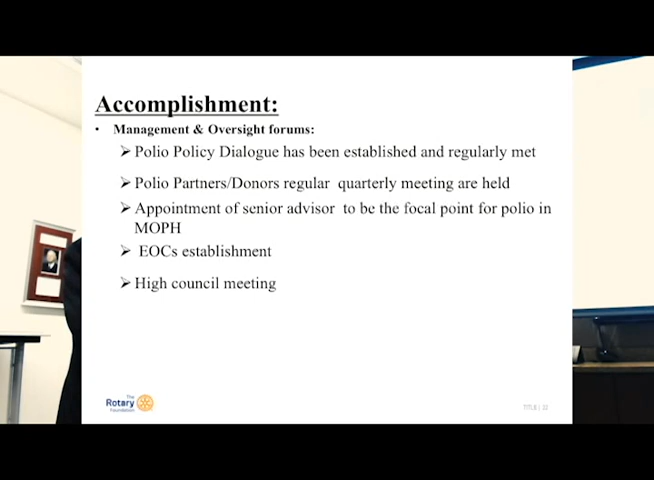 Accomplishment:
• Management & Oversight forums:
➢ Polio Policy Dialogue has been established and regularly met
➢ Polio Partners/Donors regular quarterly meeting are held
➢ Appointment of senior advisor to be the focal point for polio in
MOPH
➢ EOCs establishment
➢ High council meeting
The
Rotary
Foundation
TITLE | 22